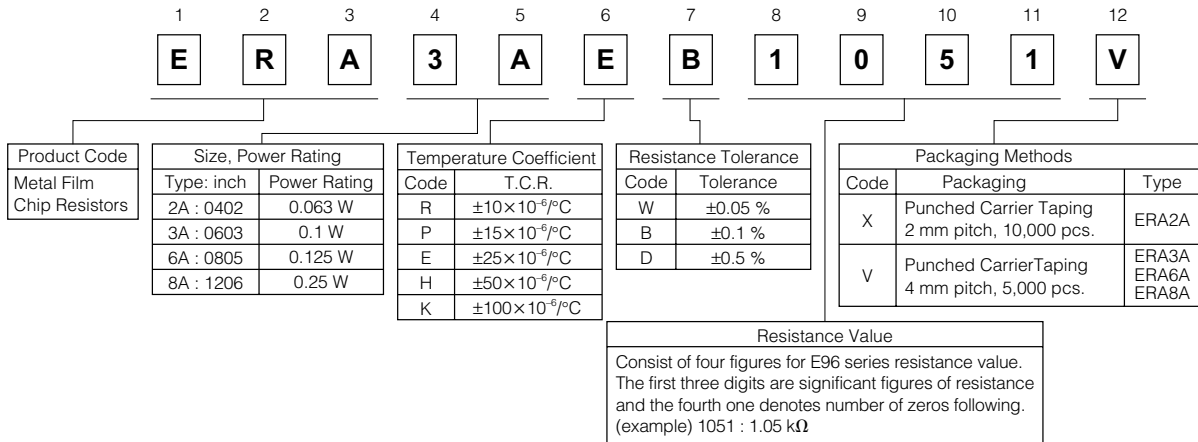 1 2 3 4 5 6 7 8 9 10 11 12
E R A 3 A E B 1 0 5 1 V
Product Code
Metal Film
Chip Resistors
Size, Power Rating
Type: inch Power Rating
2A : 0402 0.063 W
3A : 0603 0.1 W
6A : 0805 0.125 W
8A : 1206 0.25 W
Temperature Coefficient
Code T.C.R.
R ±10×10⁻⁶/°C
P ±15×10⁻⁶/°C
E ±25×10⁻⁶/°C
H ±50×10⁻⁶/°C
K ±100×10⁻⁶/°C
Resistance Tolerance
Code Tolerance
W ±0.05 %
B ±0.1 %
D ±0.5 %
Packaging Methods
Code Packaging Type
X Punched Carrier Taping
2 mm pitch, 10,000 pcs. ERA2A
V Punched CarrierTaping
4 mm pitch, 5,000 pcs. ERA3A
ERA6A
ERA8A
Resistance Value
Consist of four figures for E96 series resistance value.
The first three digits are significant figures of resistance
and the fourth one denotes number of zeros following.
(example) 1051 : 1.05 kΩ